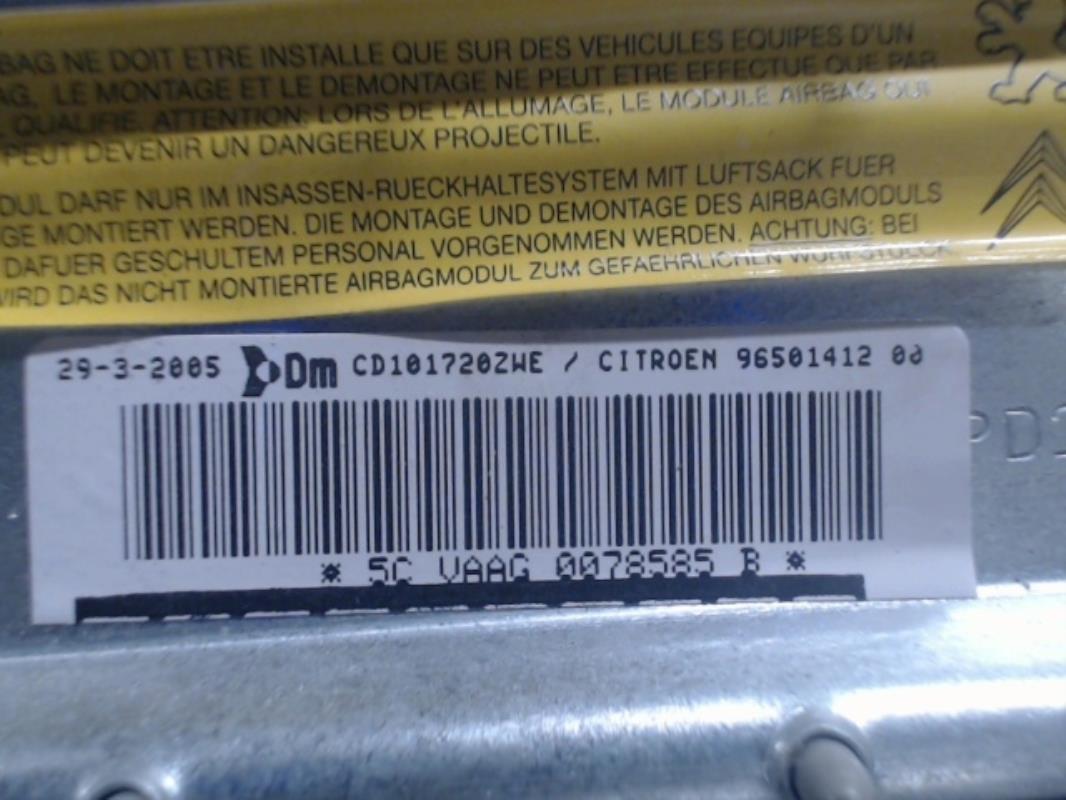 BAG NE DOIT ETRE INSTALLE QUE SUR DES VEHICULES EQUIPES D'UN
AG. LE MONTAGE ET LE DEMONTAGE NE PEUT ETRE EFFECTUE QUE PAR
QUALIFIE. ATTENTION: LORS DE L'ALLUMAGE, LE MODULE AIRBAG QUI
PEUT DEVENIR UN DANGEREUX PROJECTILE.
DUL DARF NUR IM INSASSEN-RUECKHALTESYSTEM MIT LUFTSACK FUER
GE MONTIERT WERDEN. DIE MONTAGE UND DEMONTAGE DES AIRBAGMODULS
DAFUER GESCHULTEM PERSONAL VORGENOMMEN WERDEN. ACHTUNG: BEI
WIRD DAS NICHT MONTIERTE AIRBAGMODUL ZUM GEFAEHRLICHEN WURFSTUECK
29-3-2005 Dm CD101720ZWE / CITROEN 96501412 00
* 5C VAAG 0078585 B *